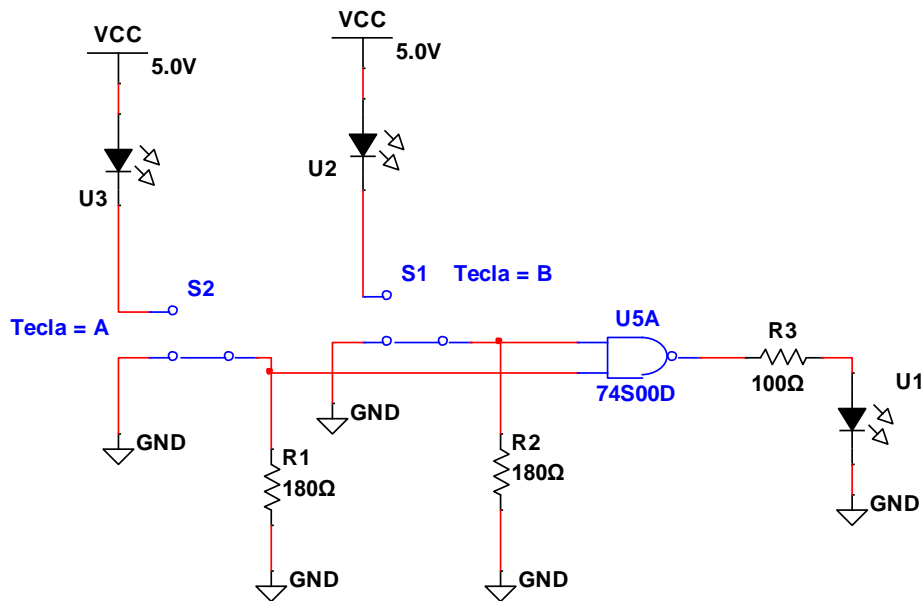 VCC
5.0V
U3
S2
Tecla = A
GND
R1
180Ω
GND
VCC
5.0V
U2
S1
Tecla = B
GND
R2
180Ω
GND
U5A
74S00D
R3
100Ω
U1
GND